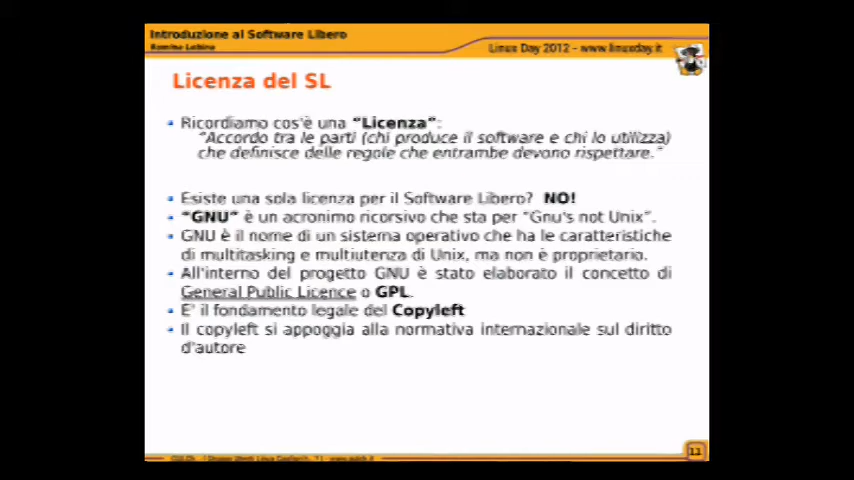 Introduzione al Software Libero
Linux Day 2012 - www.linuxday.it
Licenza del SL
Ricordiamo cos'è una "Licenza":
"Accordo tra le parti (chi produce il software e chi lo utilizza)
che definisce delle regole che entrambe devono rispettare."
Esiste una sola licenza per il Software Libero? NO!
"GNU" è un acronimo ricorsivo che sta per "Gnu's not Unix".
GNU è il nome di un sistema operativo che ha le caratteristiche
di multitasking e multiutenza di Unix, ma non è proprietario.
All'interno del progetto GNU è stato elaborato il concetto di
General Public Licence o GPL.
E' il fondamento legale del Copyleft
Il copyleft si appoggia alla normativa internazionale sul diritto
d'autore
11